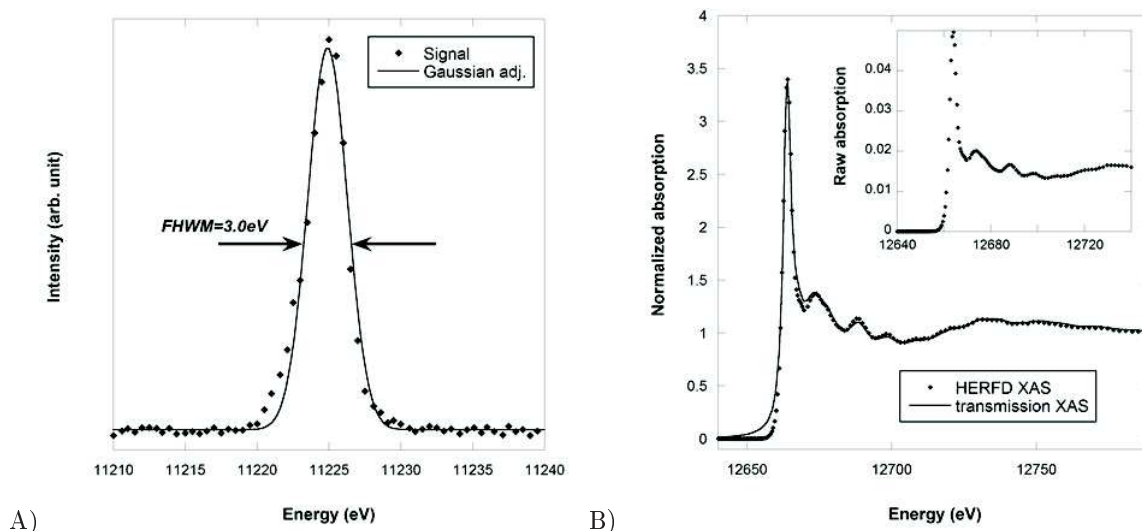 Signal
Gaussian adj.
FHWM=3.0eV
Intensity (arb. unit)
11210 11215 11220 11225 11230 11235 11240
Energy (eV)
A)
4
3.5
3
2.5
2
1.5
1
0.5
0
Normalized absorption
0.04
0.03
0.02
0.01
0
Raw absorption
12640 12680 12720
HERFD XAS
transmission XAS
12650 12700 12750
Energy (eV)
B)